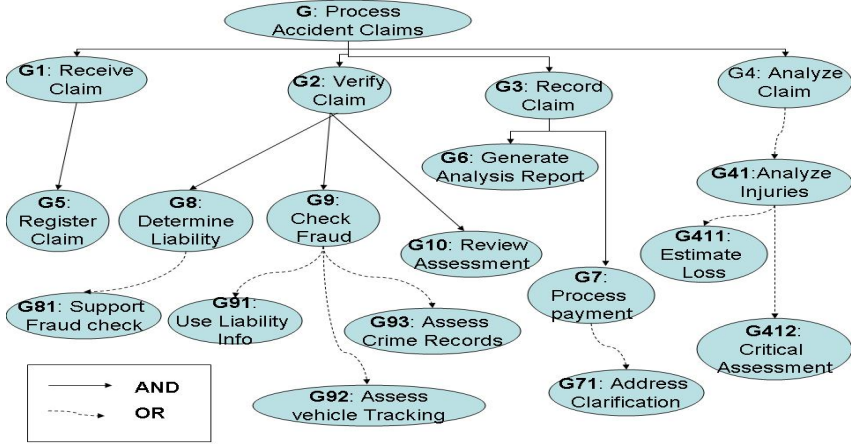 G: Process
Accident Claims
G1: Receive
Claim
G2: Verify
Claim
G3: Record
Claim
G4: Analyze
Claim
G6: Generate
Analysis Report
G41:Analyze
Injuries
G5:
Register
Claim
G8:
Determine
Liability
G9:
Check
Fraud
G10: Review
Assessment
G411:
Estimate
Loss
G7:
Process
payment
G81: Support
Fraud check
G91:
Use Liability
Info
G93: Assess
Crime Records
G412:
Critical
Assessment
G92: Assess
vehicle Tracking
G71: Address
Clarification
AND
OR